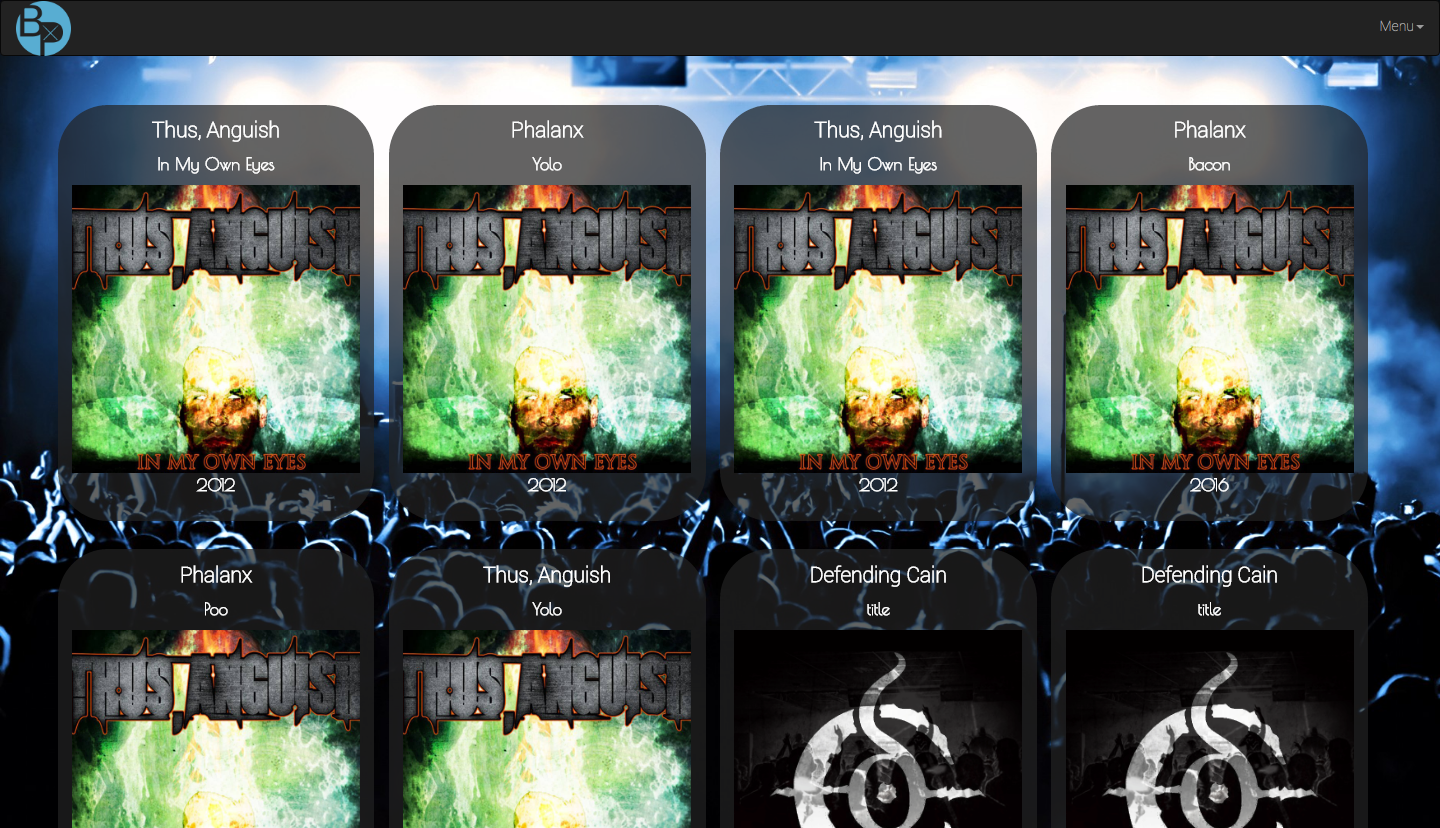 BXP
Menu
Thus, Anguish
In My Own Eyes
THUS, ANGUISH
IN MY OWN EYES
2012
Phalanx
Yolo
THUS, ANGUISH
IN MY OWN EYES
2012
Thus, Anguish
In My Own Eyes
THUS, ANGUISH
IN MY OWN EYES
2012
Phalanx
Bacon
THUS, ANGUISH
IN MY OWN EYES
2016
Phalanx
Poo
THUS, ANGUISH
Thus, Anguish
Yolo
THUS, ANGUISH
Defending Cain
title
Defending Cain
title